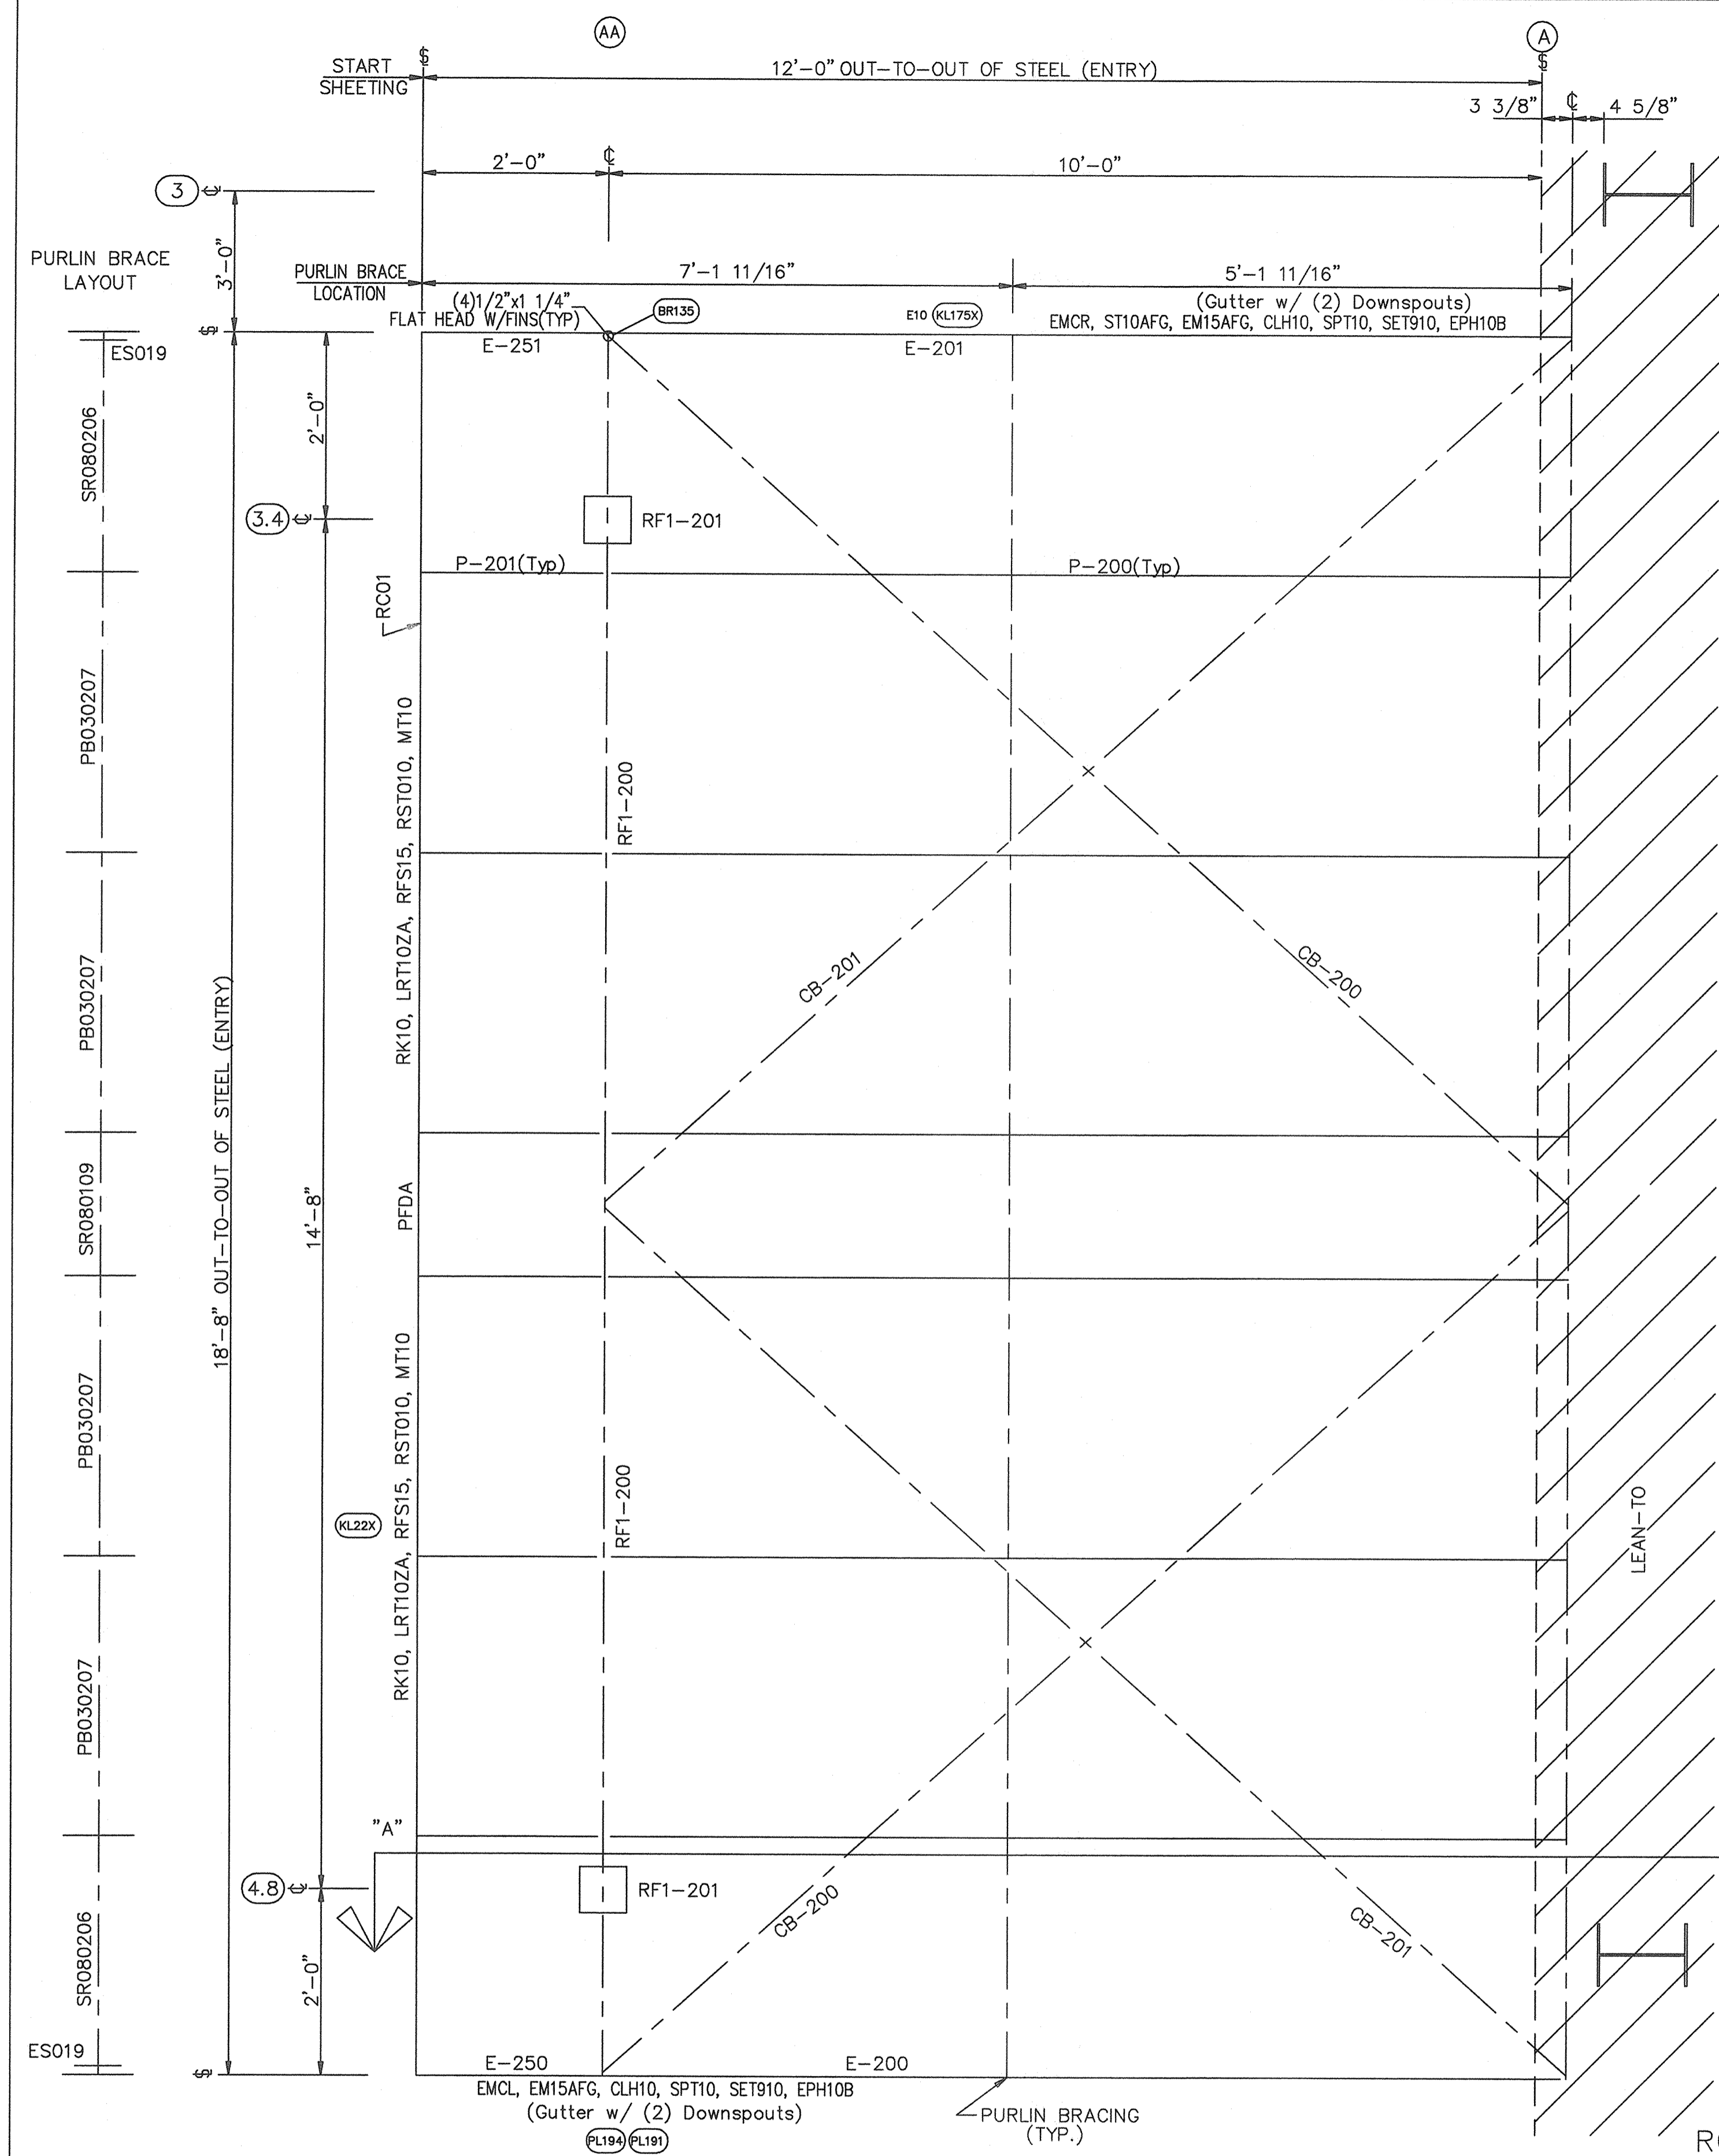 AA
A
START
SHEETING
12'-0" OUT-TO-OUT OF STEEL (ENTRY)
3 3/8"
4 5/8"
2'-0"
10'-0"
3
3'-0"
PURLIN BRACE
LAYOUT
PURLIN BRACE
LOCATION
7'-1 11/16"
5'-1 11/16"
(4)1/2"x1 1/4"
FLAT HEAD W/FINS(TYP)
BR135
E10
KL175X
(Gutter w/ (2) Downspouts)
EMCR, ST10AFG, EM15AFG, CLH10, SPT10, SET910, EPH10B
ES019
E-251
E-201
SR080206
2'-0"
3.4
RF1-201
P-201(Typ)
P-200(Typ)
RC01
PB030207
RK10, LRT10ZA, RFS15, RST010, MT10
RF1-200
PB030207
18'-8" OUT-TO-OUT OF STEEL (ENTRY)
CB-201
CB-200
SR080109
14'-8"
PFDA
PB030207
RK10, LRT10ZA, RFS15, RST010, MT10
KL22X
RF1-200
LEAN-TO
PB030207
"A"
4.8
RF1-201
SR080206
2'-0"
CB-200
CB-201
ES019
E-250
E-200
EMCL, EM15AFG, CLH10, SPT10, SET910, EPH10B
(Gutter w/ (2) Downspouts)
PL194
PL191
PURLIN BRACING
(TYP.)